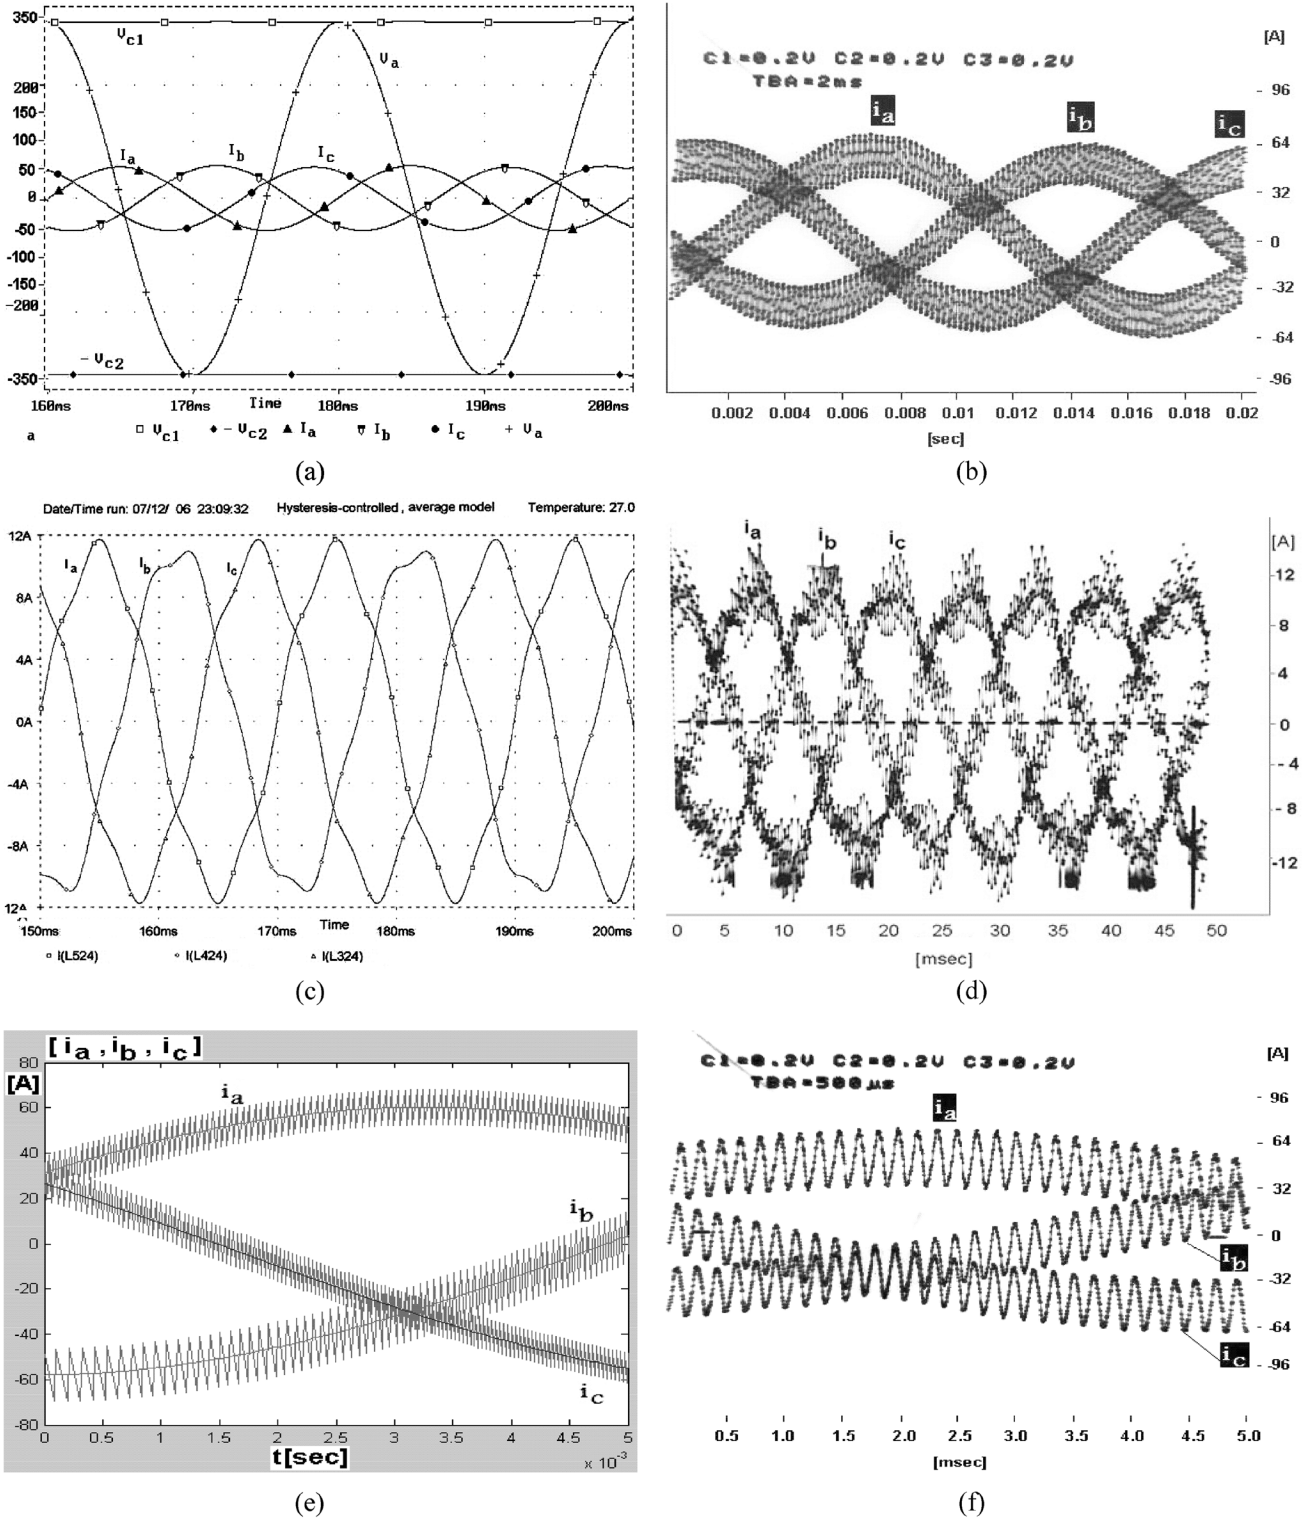 350
200
150
100
50
0
-50
-100
-150
-200
-350
Vc1
Va
Ia
Ib
Ic
-Vc2
160ms 170ms Time 180ms 190ms 200ms
a Vc1 -Vc2 Ia Ib Ic Va
(a)
[A]
C1=0.2V C2=0.2V C3=0.2V
TBA=2ms
ia
ib
ic
96
64
32
0
-32
-64
-96
0.002 0.004 0.006 0.008 0.01 0.012 0.014 0.016 0.018 0.02
[sec]
(b)
Date/Time run: 07/12/ 06 23:09:32 Hysteresis-controlled, average model Temperature: 27.0
12A
8A
4A
0A
-4A
-8A
12A
Ia
Ib
Ic
150ms 160ms 170ms 180ms 190ms 200ms
Time
I(L524) I(L424) I(L324)
(c)
ia
ib
ic
[A]
12
8
4
0
-4
-8
-12
0 5 10 15 20 25 30 35 40 45 50
[msec]
(d)
[ia ,ib , ic]
80
[A]
60
40
20
0
-20
-40
-60
-80
ia
ib
ic
0 0.5 1 1.5 2 2.5 3 3.5 4 4.5 5
t[sec]
x 10-3
(e)
[A]
C1=0.2V C2=0.2V C3=0.2V
TBA=500µs
ia
ib
ic
96
64
32
0
-32
-64
-96
0.5 1.0 1.5 2.0 2.5 3.0 3.5 4.0 4.5 5.0
[msec]
(f)